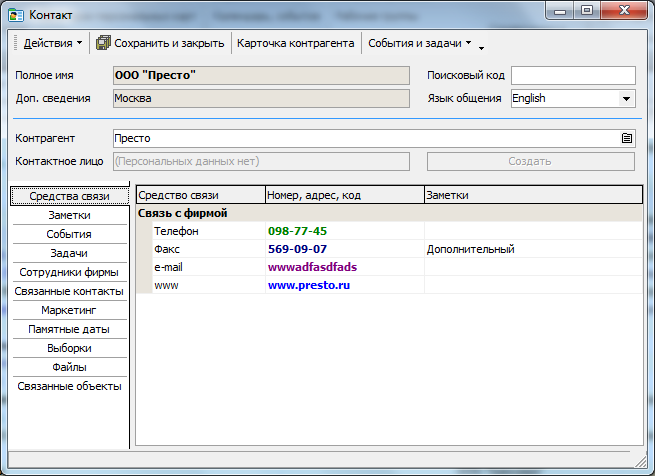 Контакт
Действия Сохранить и закрыть Карточка контрагента События и задачи
Полное имя ООО "Престо" Поисковый код
Доп. сведения Москва Язык общения English
Контрагент Престо
Контактное лицо (Персональных данных нет) Создать
Средства связи
Заметки
События
Задачи
Сотрудники фирмы
Связанные контакты
Маркетинг
Памятные даты
Выборки
Файлы
Связанные объекты
Средство связи Номер, адрес, код Заметки
Связь с фирмой
Телефон 098-77-45
Факс 569-09-07 Дополнительный
e-mail wwwadfasdfads
www www.presto.ru